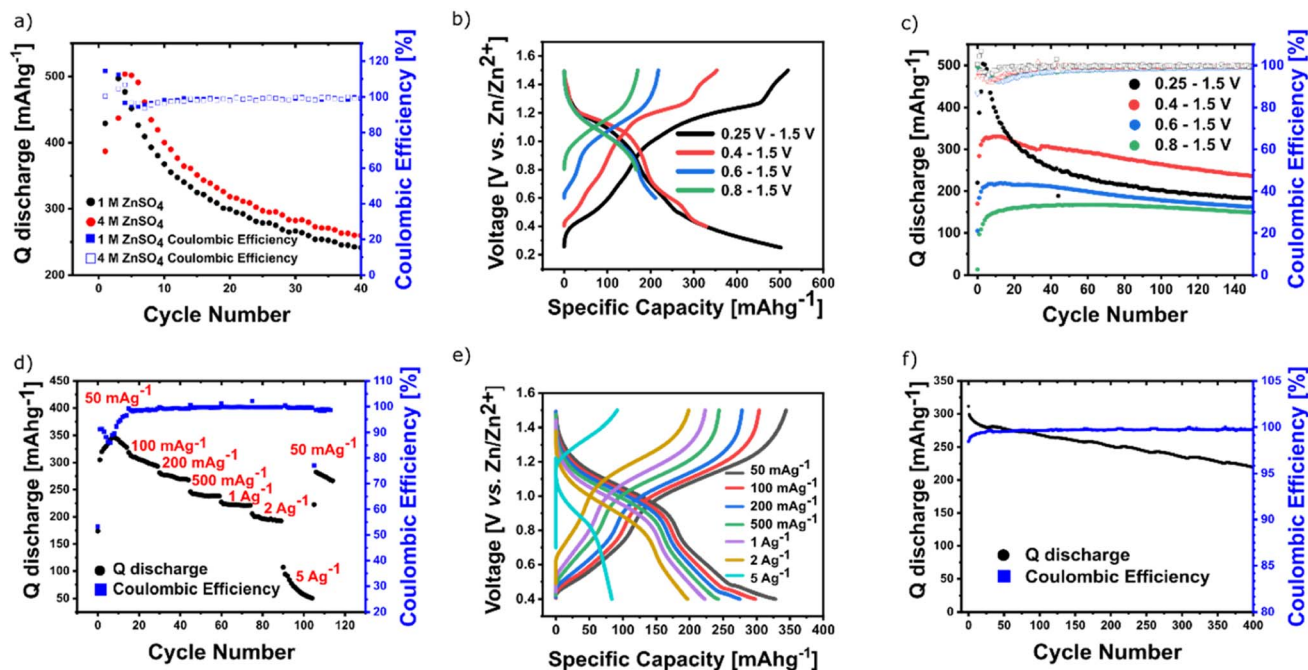 a)
Q discharge [mAhg-1]
500
400
300
200
0
10
20
30
40
Cycle Number
140
120
100
80
60
40
20
0
Coulombic Efficiency [%]
1 M ZnSO4
4 M ZnSO4
1 M ZnSO4 Coulombic Efficiency
4 M ZnSO4 Coulombic Efficiency
b)
Voltage [V vs. Zn/Zn2+]
1.6
1.4
1.2
1.0
0.8
0.6
0.4
0.2
0
100
200
300
400
500
600
Specific Capacity [mAhg-1]
0.25 V - 1.5 V
0.4 - 1.5 V
0.6 - 1.5 V
0.8 - 1.5 V
c)
Q discharge [mAhg-1]
500
400
300
200
100
0
0
20
40
60
80
100
120
140
Cycle Number
100
80
60
40
20
0
Coulombic Efficiency [%]
0.25 - 1.5 V
0.4 - 1.5 V
0.6 - 1.5 V
0.8 - 1.5 V
d)
Q discharge [mAhg-1]
450
400
350
300
250
200
150
100
50
0
20
40
60
80
100
120
Cycle Number
110
100
90
80
70
60
50
40
30
20
Coulombic Efficiency [%]
50 mAg-1
100 mAg-1
200 mAg-1
500 mAg-1
1 Ag-1
2 Ag-1
5 Ag-1
50 mAg-1
Q discharge
Coulombic Efficiency
e)
Voltage [V vs. Zn/Zn2+]
1.6
1.4
1.2
1.0
0.8
0.6
0.4
0
50
100
150
200
250
300
350
400
Specific Capacity [mAhg-1]
50 mAg-1
100 mAg-1
200 mAg-1
500 mAg-1
1 Ag-1
2 Ag-1
5 Ag-1
f)
Q discharge [mAhg-1]
350
300
250
200
150
100
50
0
0
50
100
150
200
250
300
350
400
Cycle Number
105
100
95
90
85
80
Coulombic Efficiency [%]
Q discharge
Coulombic Efficiency